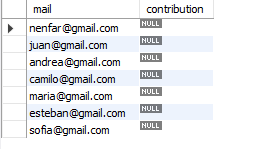 mail contribution
nenfar@gmail.com NULL
juan@gmail.com NULL
andrea@gmail.com NULL
camilo@gmail.com NULL
maria@gmail.com NULL
esteban@gmail.com NULL
sofia@gmail.com NULL